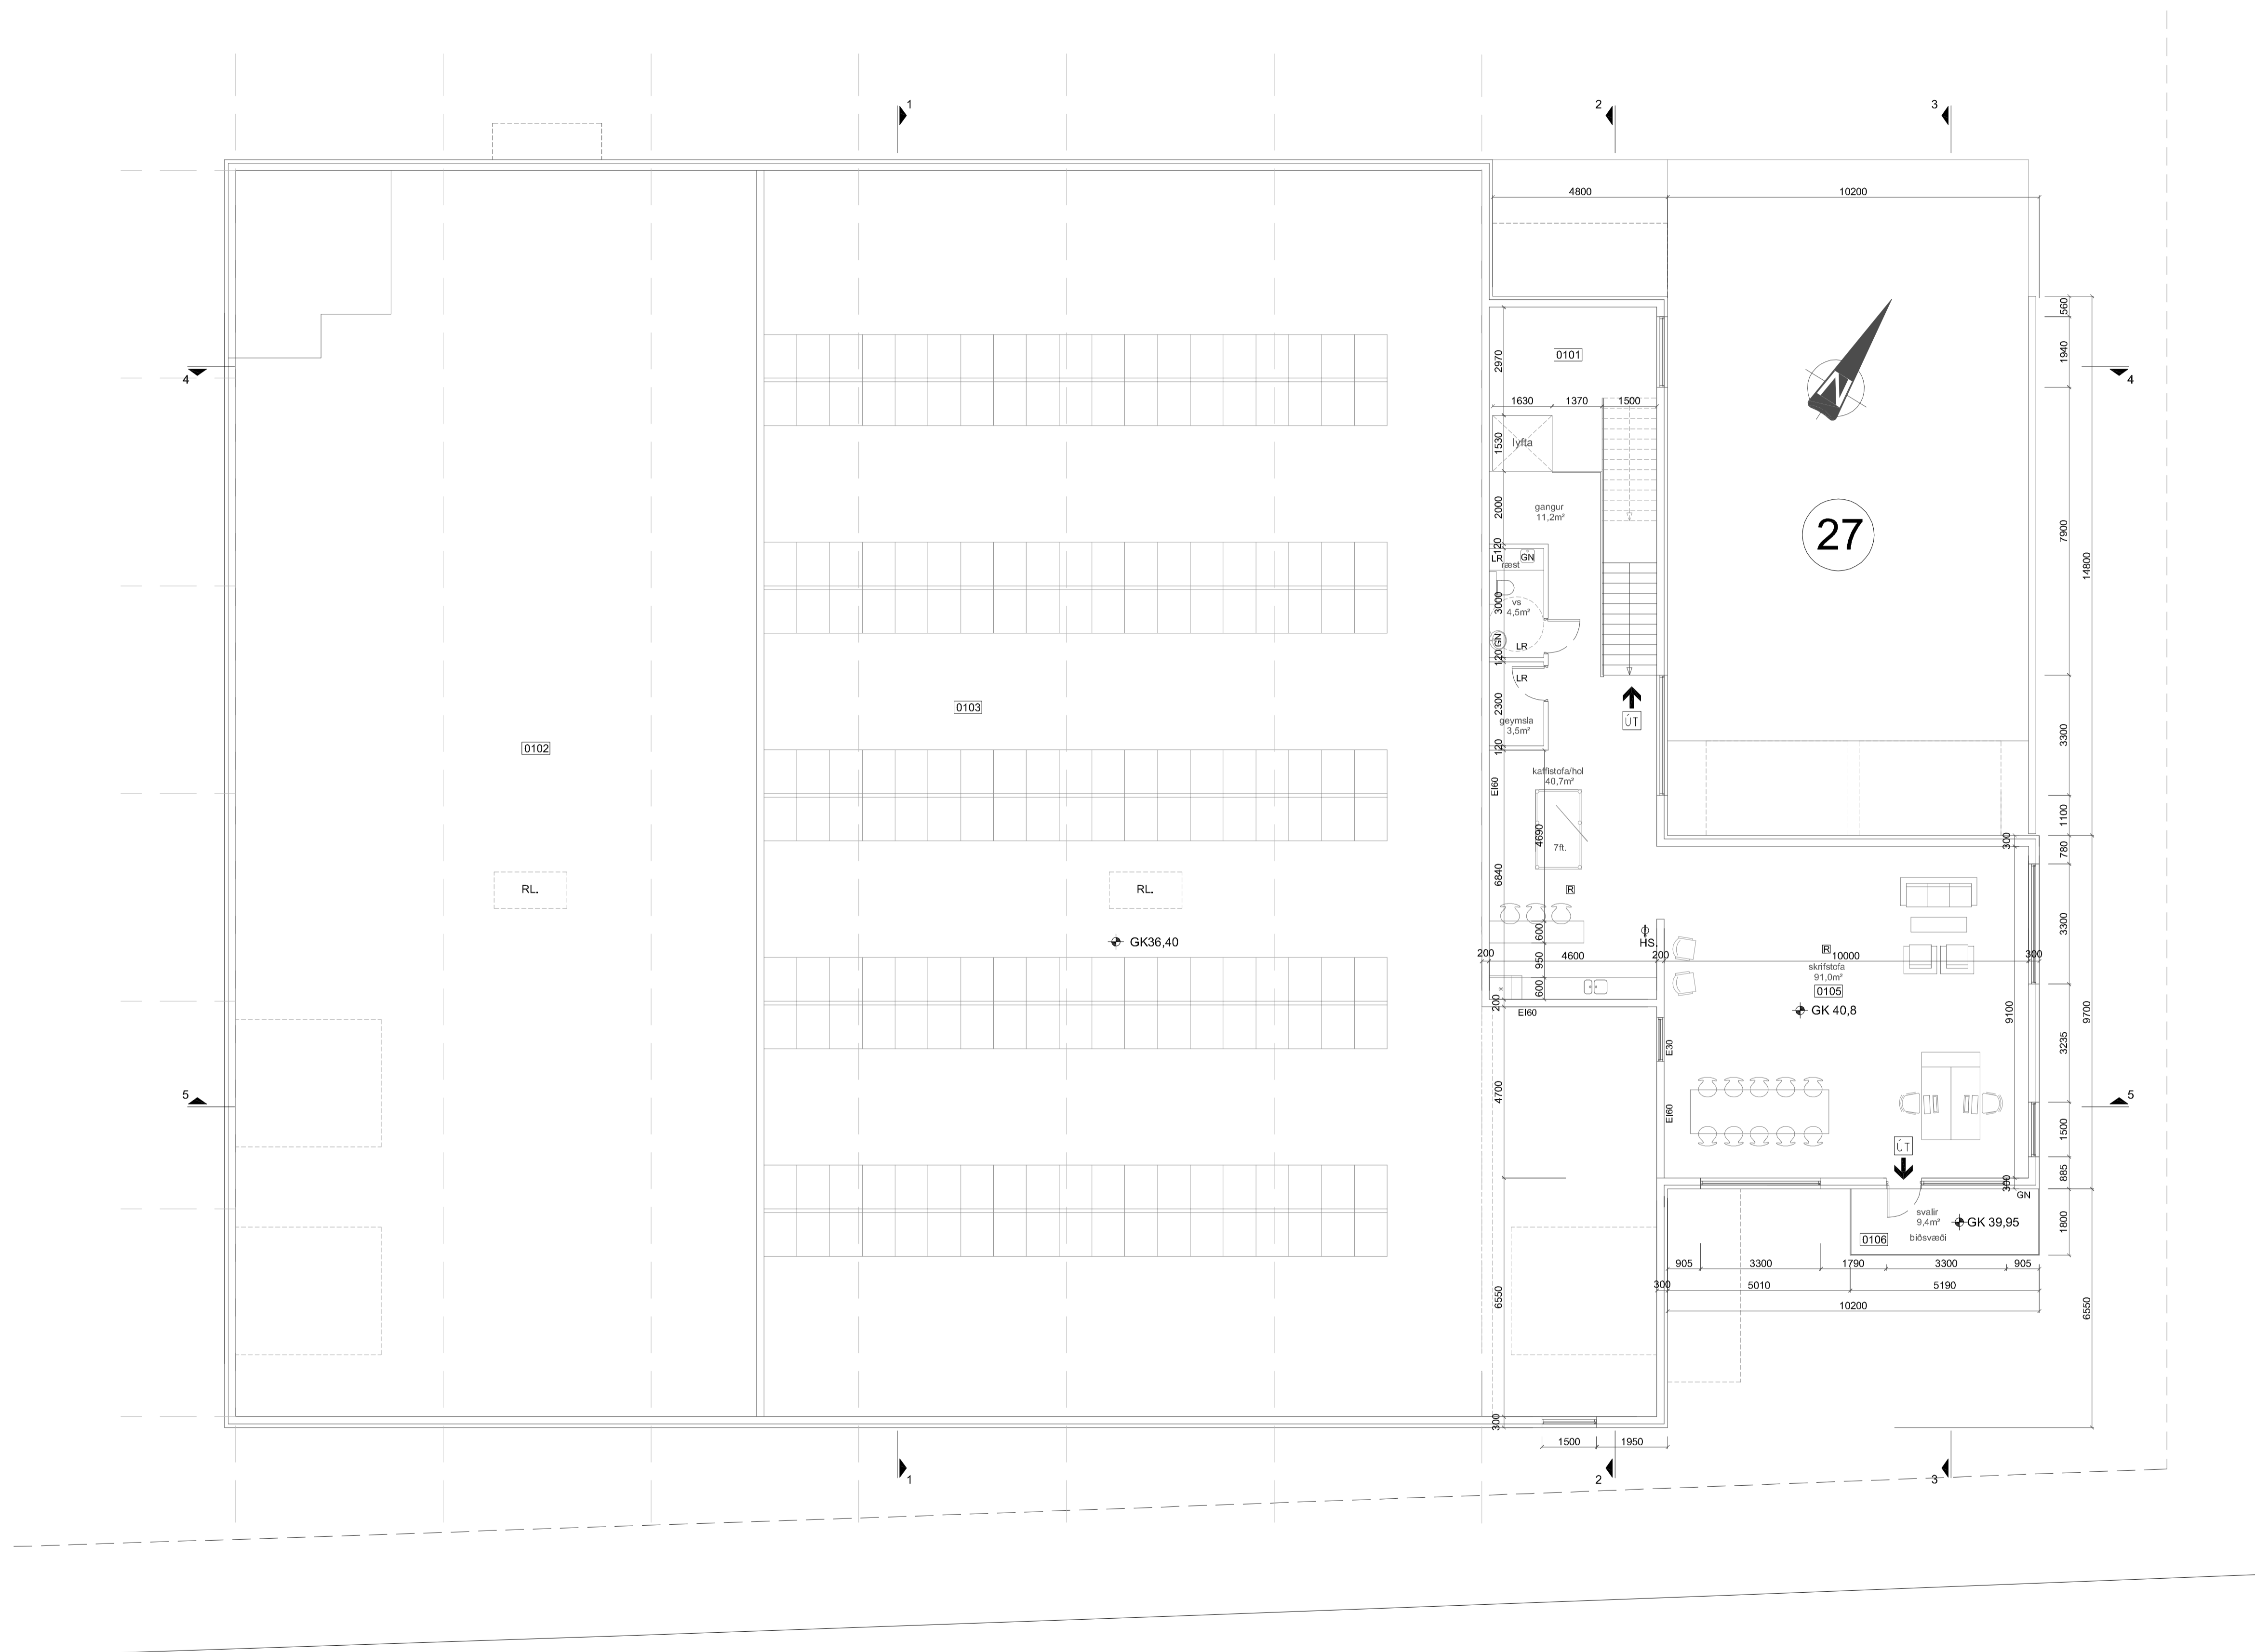 1
2
3
4800
10200
560
1940
0101
2970
4
4
1630
1370
1500
N
1530
lyfta
2000
gangur
11,2m²
27
7900
14800
120
LR
GN
ræst
3000
vs
4,5m²
GN
LR
120
LR
2300
geymsla
3,5m²
ÚT
3300
0103
0102
120
EI60
kaffistofa/hol
40,7m²
4690
7ft.
1100
300
780
6840
R
RL.
RL.
600
HS.
3300
GK36,40
200
4600
200
R
10000
300
950
skrifstofa
91,0m²
0105
600
200
EI60
GK 40,8
9100
9700
E30
3235
4700
EI60
5
5
1500
ÚT
885
300
GN
svalir
9,4m²
GK 39,95
0106
biðsvæði
1800
905
3300
1790
3300
905
300
5010
5190
6550
10200
6550
300
1500
1950
1
2
3